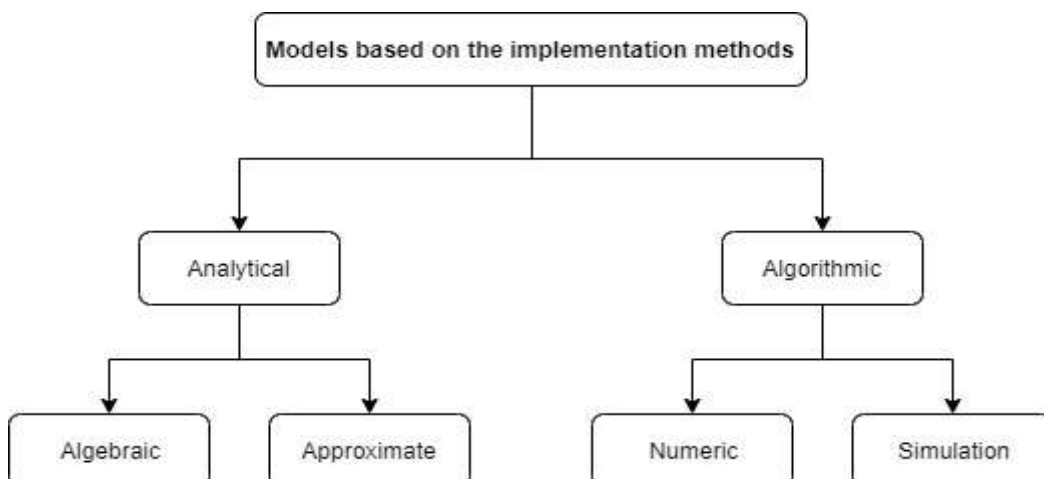 Models based on the implementation methods
Analytical
Algorithmic
Algebraic
Approximate
Numeric
Simulation